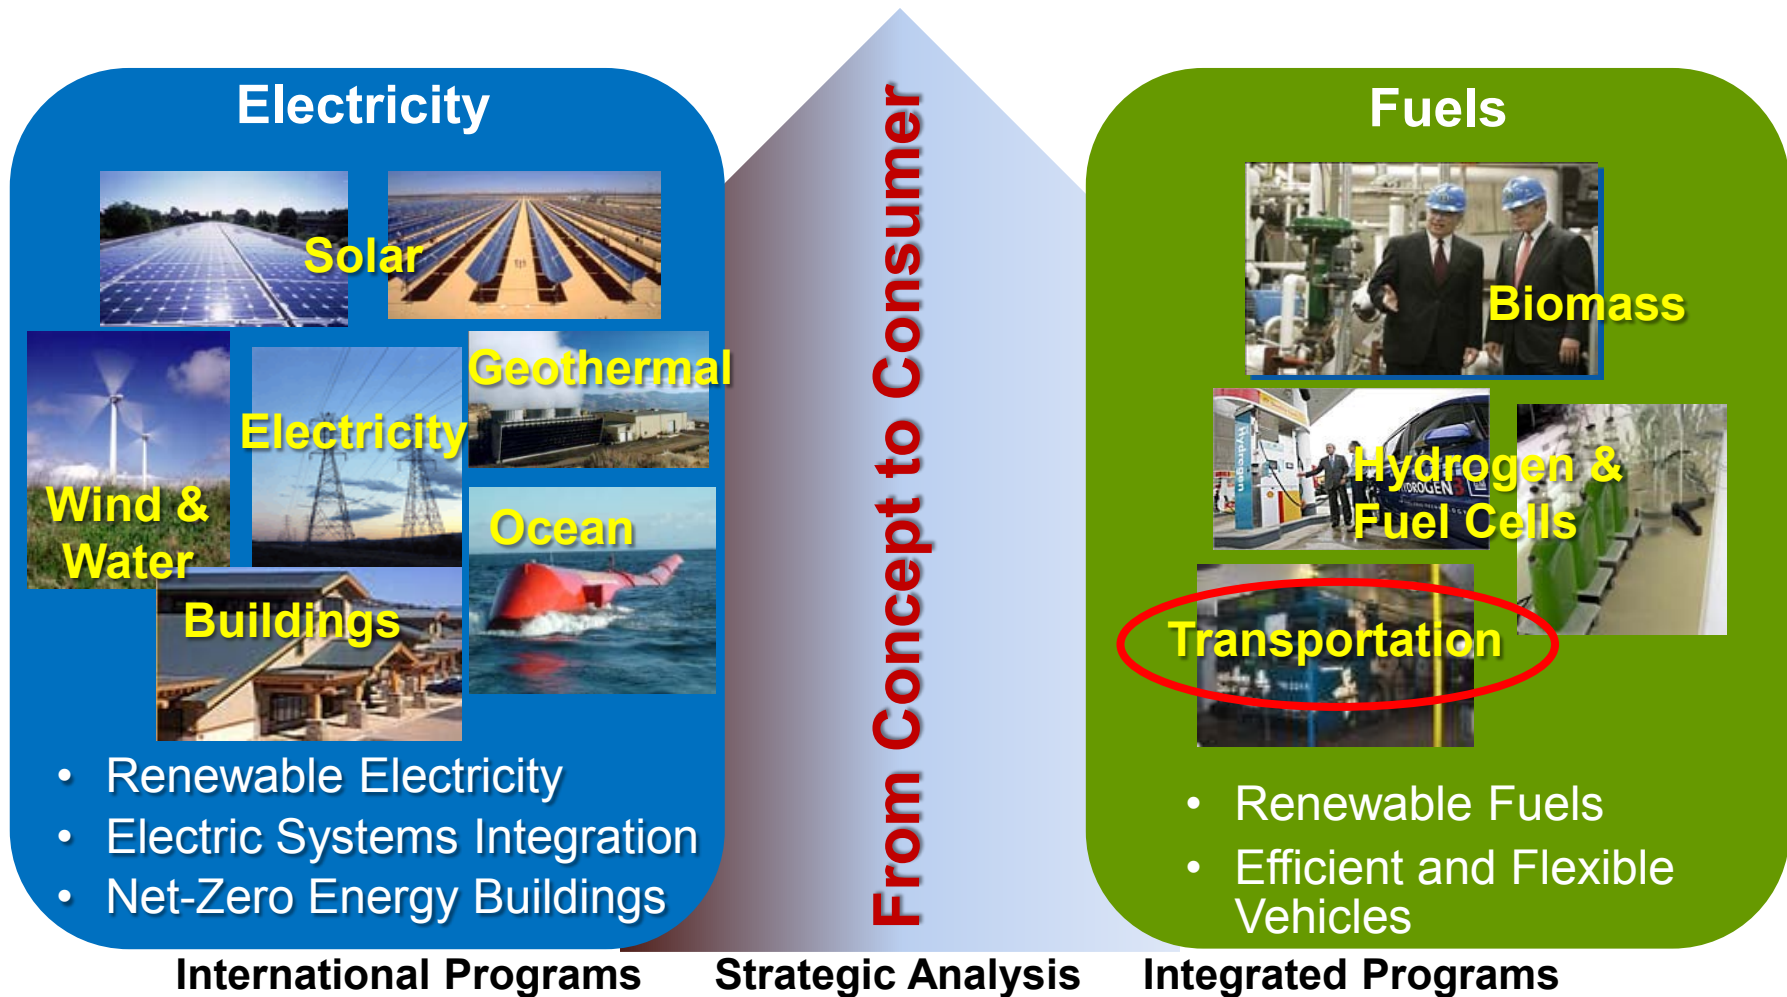 Electricity
Solar
Geothermal
Electricity
Wind &
Water
Ocean
Buildings
• Renewable Electricity
• Electric Systems Integration
• Net-Zero Energy Buildings
From Concept to Consumer
Fuels
Biomass
Hydrogen
HYDROGEN3
Hydrogen &
Fuel Cells
Transportation
• Renewable Fuels
• Efficient and Flexible
Vehicles
International Programs
Strategic Analysis
Integrated Programs